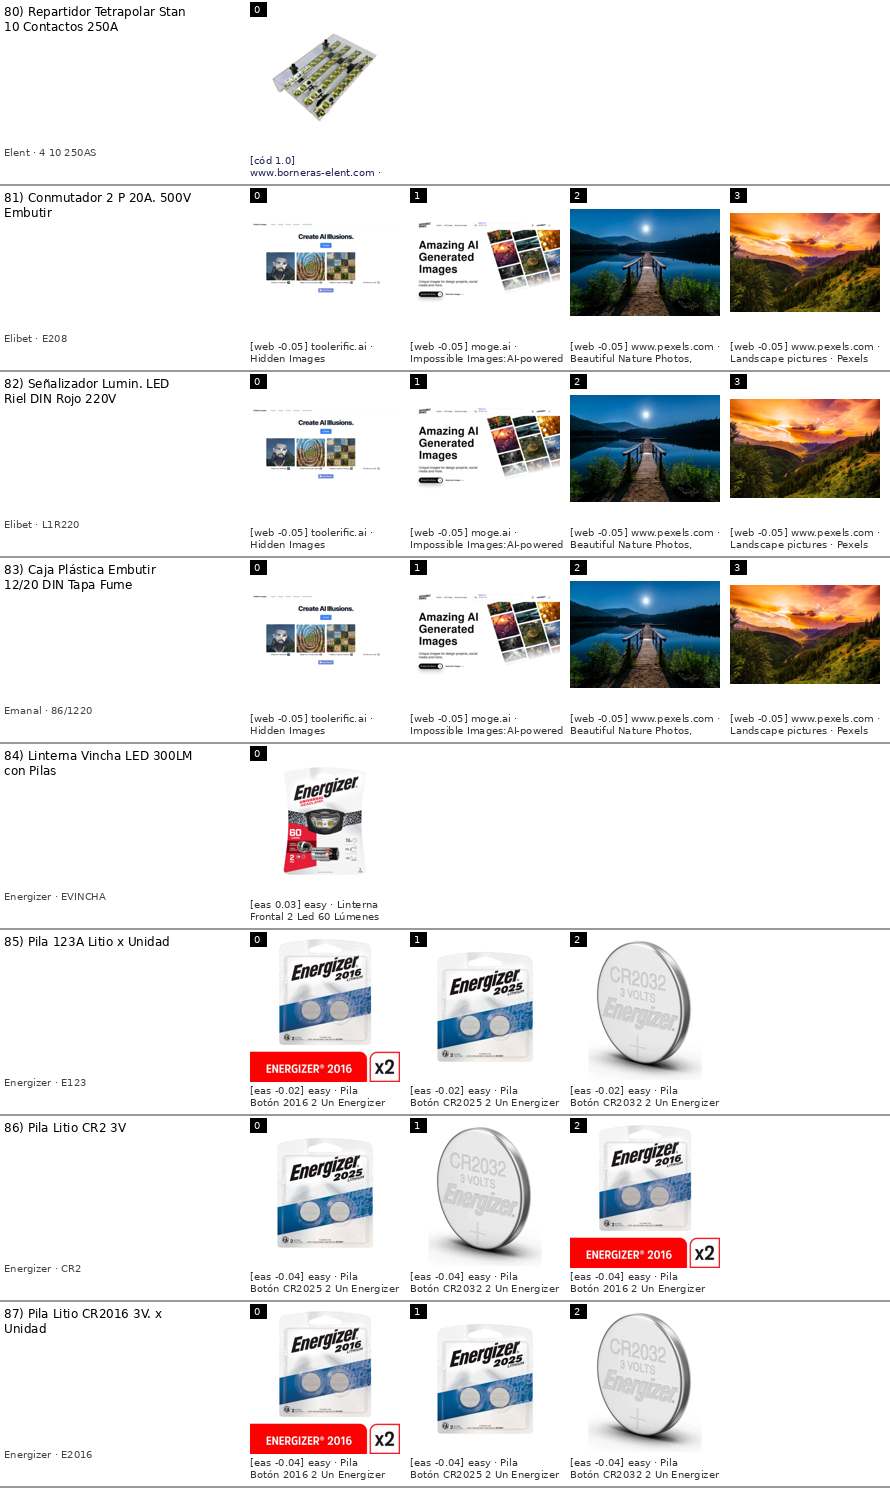 80) Repartidor Tetrapolar Stan
10 Contactos 250A
Elent · 4 10 250AS
0
[cód 1.0]
www.borneras-elent.com ·
81) Conmutador 2 P 20A. 500V
Embutir
Elibet · E208
0
Create AI Illusions.
[web -0.05] toolerific.ai ·
Hidden Images
1
Amazing AI
Generated
Images
[web -0.05] moge.ai ·
Impossible Images:AI-powered
2
[web -0.05] www.pexels.com ·
Beautiful Nature Photos,
3
[web -0.05] www.pexels.com ·
Landscape pictures · Pexels
82) Señalizador Lumin. LED
Riel DIN Rojo 220V
Elibet · L1R220
0
Create AI Illusions.
[web -0.05] toolerific.ai ·
Hidden Images
1
Amazing AI
Generated
Images
[web -0.05] moge.ai ·
Impossible Images:AI-powered
2
[web -0.05] www.pexels.com ·
Beautiful Nature Photos,
3
[web -0.05] www.pexels.com ·
Landscape pictures · Pexels
83) Caja Plástica Embutir
12/20 DIN Tapa Fume
Emanal · 86/1220
0
Create AI Illusions.
[web -0.05] toolerific.ai ·
Hidden Images
1
Amazing AI
Generated
Images
[web -0.05] moge.ai ·
Impossible Images:AI-powered
2
[web -0.05] www.pexels.com ·
Beautiful Nature Photos,
3
[web -0.05] www.pexels.com ·
Landscape pictures · Pexels
84) Linterna Vincha LED 300LM
con Pilas
Energizer · EVINCHA
0
Energizer
60
[eas 0.03] easy · Linterna
Frontal 2 Led 60 Lúmenes
85) Pila 123A Litio x Unidad
Energizer · E123
0
Energizer
2016
LITHIUM
ENERGIZER® 2016 x2
[eas -0.02] easy · Pila
Botón 2016 2 Un Energizer
1
Energizer
2025
LITHIUM
[eas -0.02] easy · Pila
Botón CR2025 2 Un Energizer
2
CR2032
3 VOLTS
Energizer
[eas -0.02] easy · Pila
Botón CR2032 2 Un Energizer
86) Pila Litio CR2 3V
Energizer · CR2
0
Energizer
2025
LITHIUM
[eas -0.04] easy · Pila
Botón CR2025 2 Un Energizer
1
CR2032
3 VOLTS
Energizer
[eas -0.04] easy · Pila
Botón CR2032 2 Un Energizer
2
Energizer
2016
LITHIUM
ENERGIZER® 2016 x2
[eas -0.04] easy · Pila
Botón 2016 2 Un Energizer
87) Pila Litio CR2016 3V. x
Unidad
Energizer · E2016
0
Energizer
2016
LITHIUM
ENERGIZER® 2016 x2
[eas -0.04] easy · Pila
Botón 2016 2 Un Energizer
1
Energizer
2025
LITHIUM
[eas -0.04] easy · Pila
Botón CR2025 2 Un Energizer
2
CR2032
3 VOLTS
Energizer
[eas -0.04] easy · Pila
Botón CR2032 2 Un Energizer